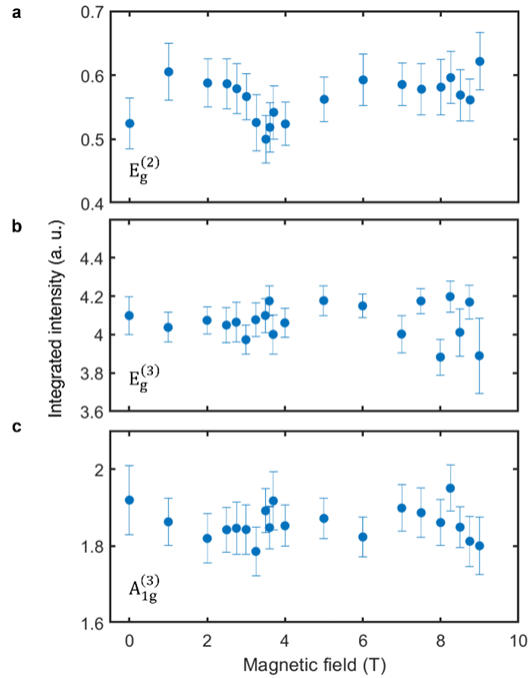 a
0.7
0.6
0.5
0.4
E_g^(2)
b
4.4
4.2
4
3.8
3.6
E_g^(3)
Integrated intensity (a. u.)
c
2
1.8
1.6
A_1g^(3)
0 2 4 6 8 10
Magnetic field (T)